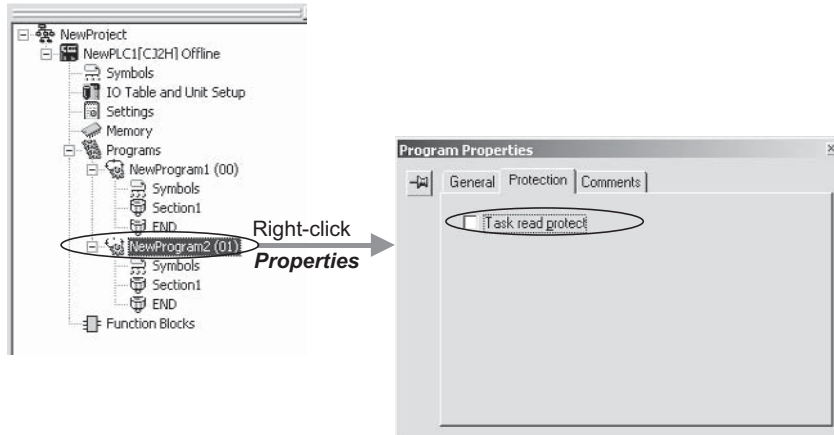 NewProject
NewPLC1[CJ2H] Offline
Symbols
IO Table and Unit Setup
Settings
Memory
Programs
NewProgram1 (00)
Symbols
Section1
END
NewProgram2 (01)
Symbols
Section1
END
Function Blocks
Right-click
Properties
Program Properties
General Protection Comments
Task read protect